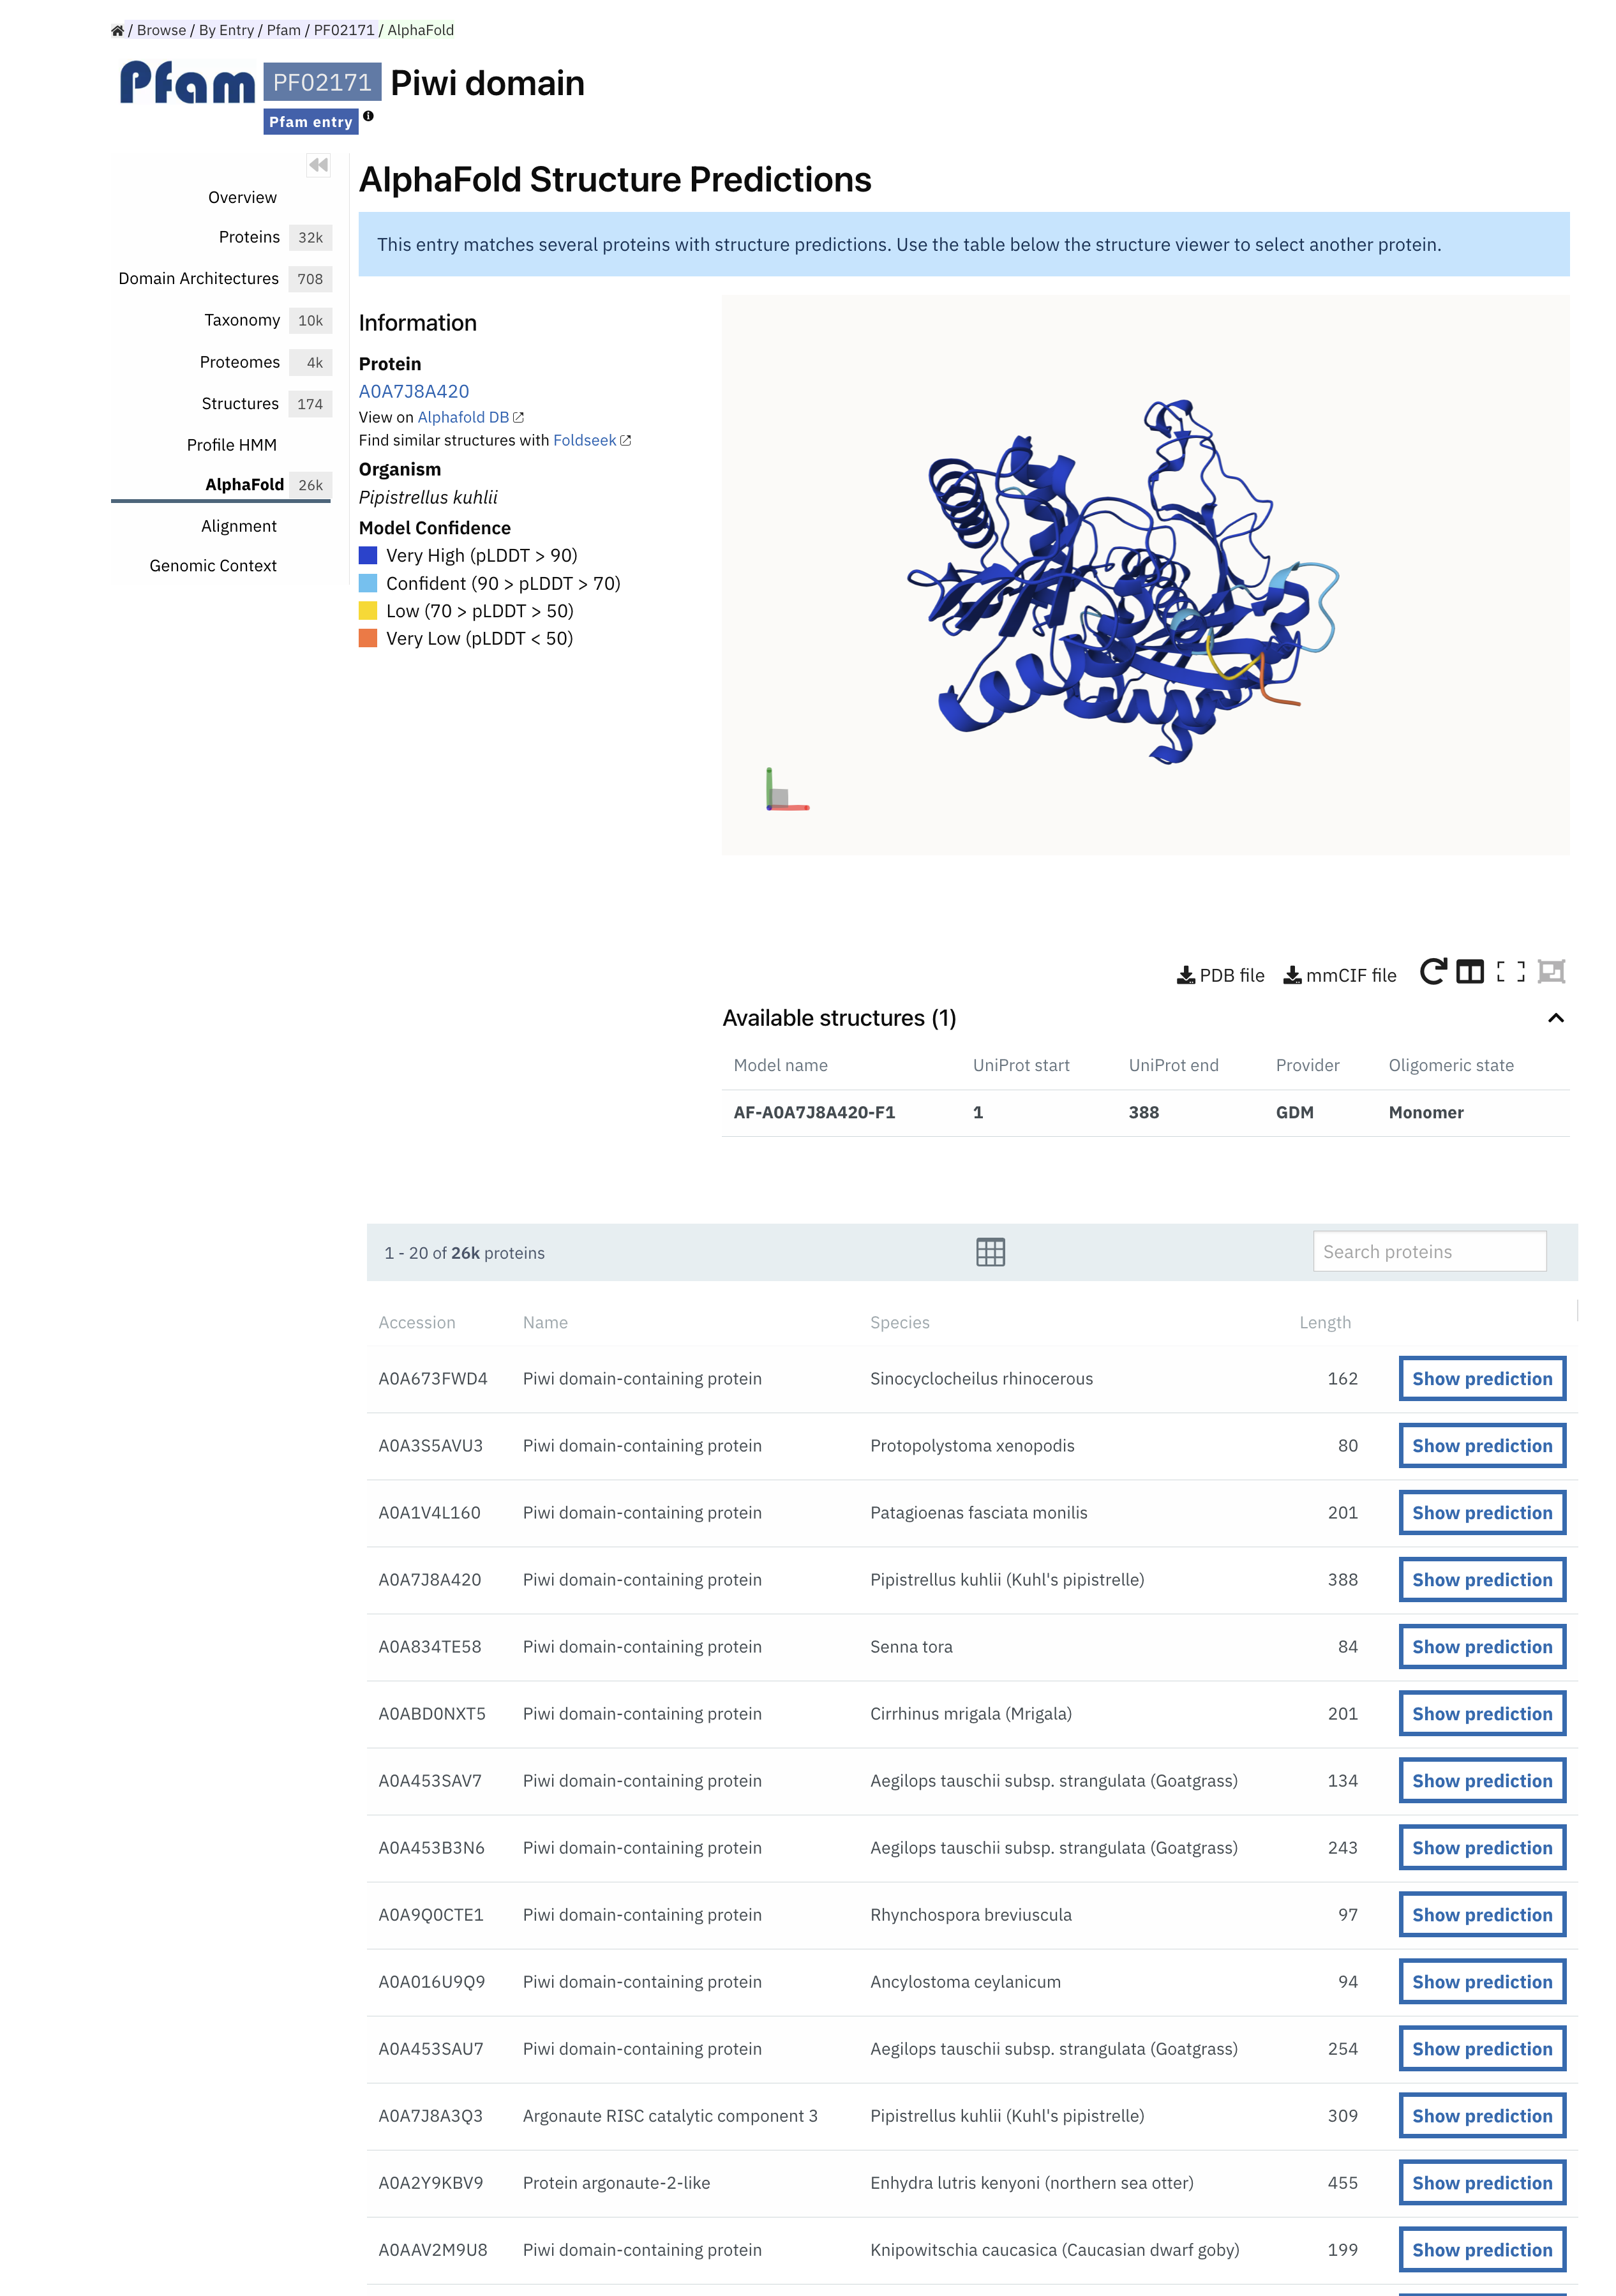 / Browse / By Entry / Pfam / PF02171 / AlphaFold
Pfam PF02171 Piwi domain
Pfam entry
Overview
Proteins 32k
Domain Architectures 708
Taxonomy 10k
Proteomes 4k
Structures 174
Profile HMM
AlphaFold 26k
Alignment
Genomic Context
AlphaFold Structure Predictions
This entry matches several proteins with structure predictions. Use the table below the structure viewer to select another protein.
Information
Protein
A0A7J8A420
View on Alphafold DB
Find similar structures with Foldseek
Organism
Pipistrellus kuhlii
Model Confidence
Very High (pLDDT > 90)
Confident (90 > pLDDT > 70)
Low (70 > pLDDT > 50)
Very Low (pLDDT < 50)
PDB file mmCIF file
Available structures (1)
Model name UniProt start UniProt end Provider Oligomeric state
AF-A0A7J8A420-F1 1 388 GDM Monomer
1 - 20 of 26k proteins Search proteins
Accession Name Species Length
A0A673FWD4 Piwi domain-containing protein Sinocyclocheilus rhinocerous 162 Show prediction
A0A3S5AVU3 Piwi domain-containing protein Protopolystoma xenopodis 80 Show prediction
A0A1V4L160 Piwi domain-containing protein Patagioenas fasciata monilis 201 Show prediction
A0A7J8A420 Piwi domain-containing protein Pipistrellus kuhlii (Kuhl's pipistrelle) 388 Show prediction
A0A834TE58 Piwi domain-containing protein Senna tora 84 Show prediction
A0ABD0NXT5 Piwi domain-containing protein Cirrhinus mrigala (Mrigala) 201 Show prediction
A0A453SAV7 Piwi domain-containing protein Aegilops tauschii subsp. strangulata (Goatgrass) 134 Show prediction
A0A453B3N6 Piwi domain-containing protein Aegilops tauschii subsp. strangulata (Goatgrass) 243 Show prediction
A0A9Q0CTE1 Piwi domain-containing protein Rhynchospora breviuscula 97 Show prediction
A0A016U9Q9 Piwi domain-containing protein Ancylostoma ceylanicum 94 Show prediction
A0A453SAU7 Piwi domain-containing protein Aegilops tauschii subsp. strangulata (Goatgrass) 254 Show prediction
A0A7J8A3Q3 Argonaute RISC catalytic component 3 Pipistrellus kuhlii (Kuhl's pipistrelle) 309 Show prediction
A0A2Y9KBV9 Protein argonaute-2-like Enhydra lutris kenyoni (northern sea otter) 455 Show prediction
A0AAV2M9U8 Piwi domain-containing protein Knipowitschia caucasica (Caucasian dwarf goby) 199 Show prediction